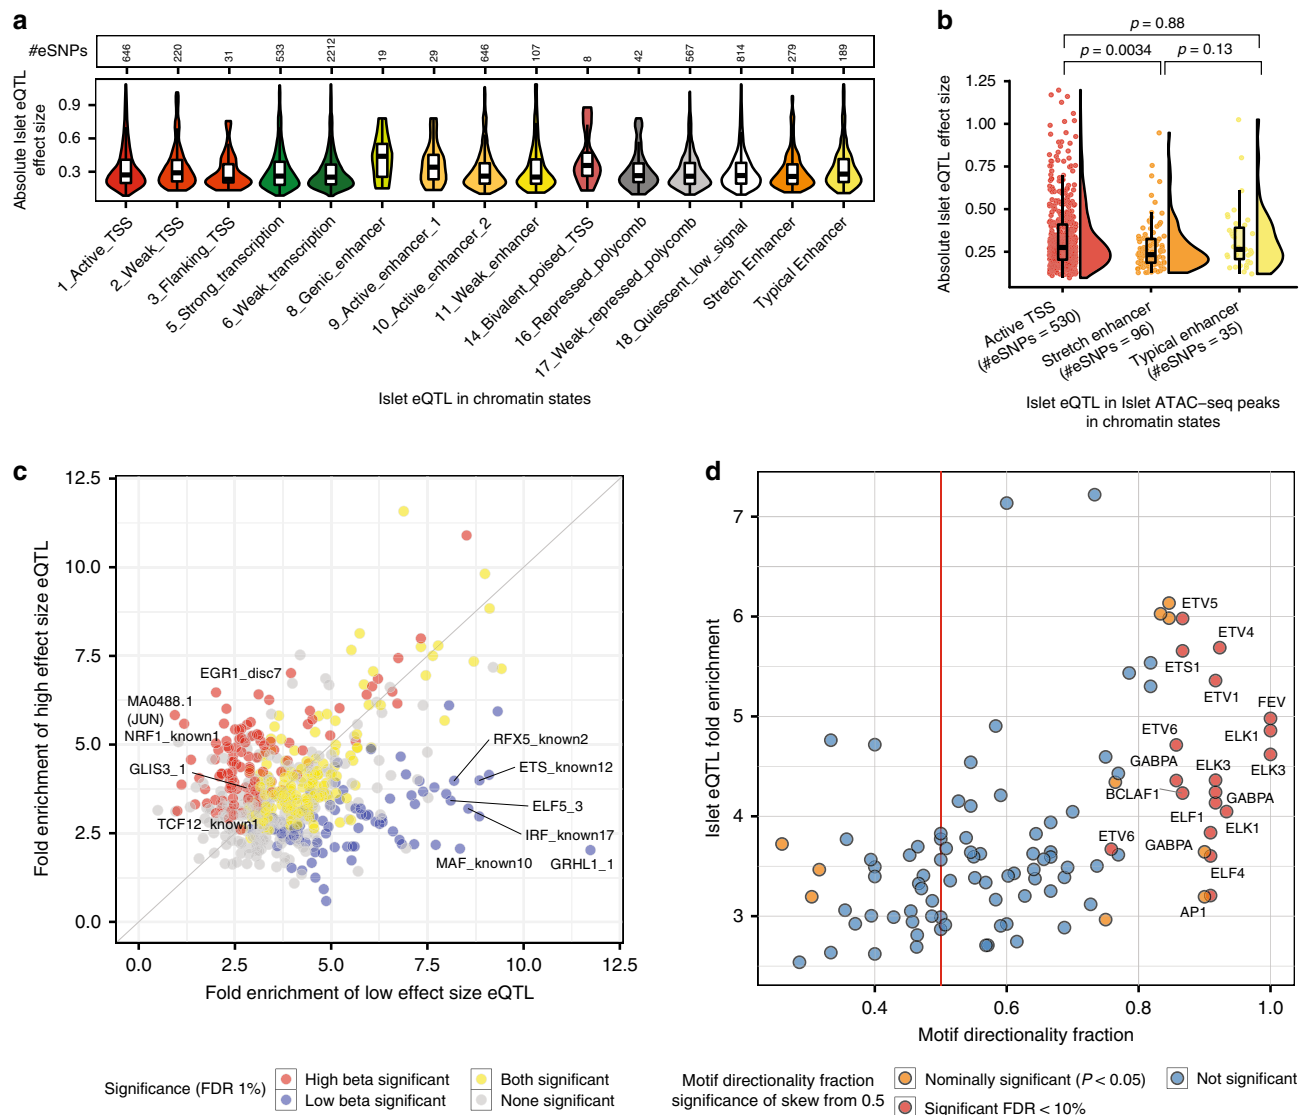 a
#eSNPs
646 220 31 533 2212 19 29 646 107 8 42 567 814 279 189
Absolute Islet eQTL
effect size
0.9
0.6
0.3
1_Active_TSS
2_Weak_TSS
3_Flanking_TSS
5_Strong_transcription
6_Weak_transcription
8_Genic_enhancer
9_Active_enhancer_1
10_Active_enhancer_2
11_Weak_enhancer
14_Bivalent_poised_TSS
16_Repressed_polycomb
17_Weak_repressed_polycomb
18_Quiescent_low_signal
Stretch Enhancer
Typical Enhancer
Islet eQTL in chromatin states
b
p = 0.88
p = 0.0034
p = 0.13
Absolute Islet eQTL effect size
1.25
1.00
0.75
0.50
0.25
Active TSS
(#eSNPs = 530)
Stretch enhancer
(#eSNPs = 96)
Typical enhancer
(#eSNPs = 35)
Islet eQTL in Islet ATAC-seq peaks
in chromatin states
c
Fold enrichment of high effect size eQTL
12.5
10.0
7.5
5.0
2.5
0.0
EGR1_disc7
MA0488.1
(JUN)
NRF1_known1
GLIS3_1
TCF12_known1
RFX5_known2
ETS_known12
ELF5_3
IRF_known17
MAF_known10
GRHL1_1
0.0 2.5 5.0 7.5 10.0 12.5
Fold enrichment of low effect size eQTL
Significance (FDR 1%)
High beta significant
Low beta significant
Both significant
None significant
d
Islet eQTL fold enrichment
7
6
5
4
3
ETV5
ETV4
ETS1
ETV1
FEV
ETV6
ELK1
GABPA
ELK3
ELK3
BCLAF1
GABPA
ELF1
ELK1
ETV6
GABPA
ELF4
AP1
0.4 0.6 0.8 1.0
Motif directionality fraction
Motif directionality fraction
significance of skew from 0.5
Nominally significant (P < 0.05)
Significant FDR < 10%
Not significant